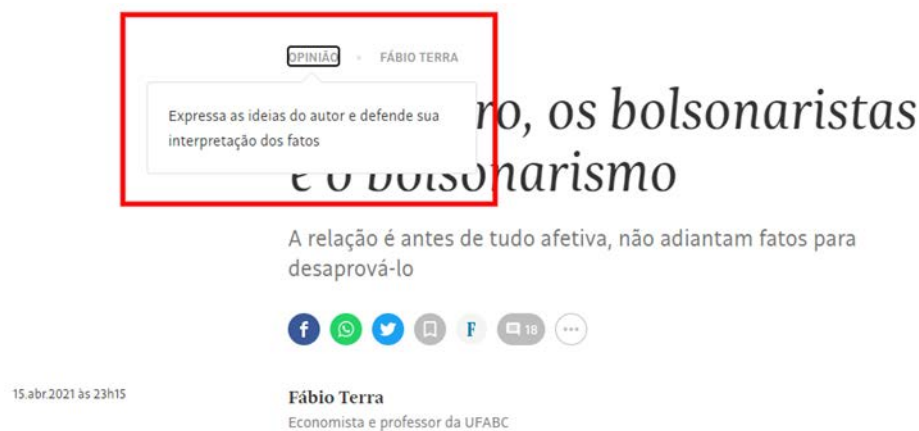 OPINIÃO • FÁBIO TERRA
Expressa as ideias do autor e defende sua
interpretação dos fatos
ro, os bolsonaristas
e o bolsonarismo
A relação é antes de tudo afetiva, não adiantam fatos para
desaprová-lo
f F 18
15.abr.2021 às 23h15
Fábio Terra
Economista e professor da UFABC